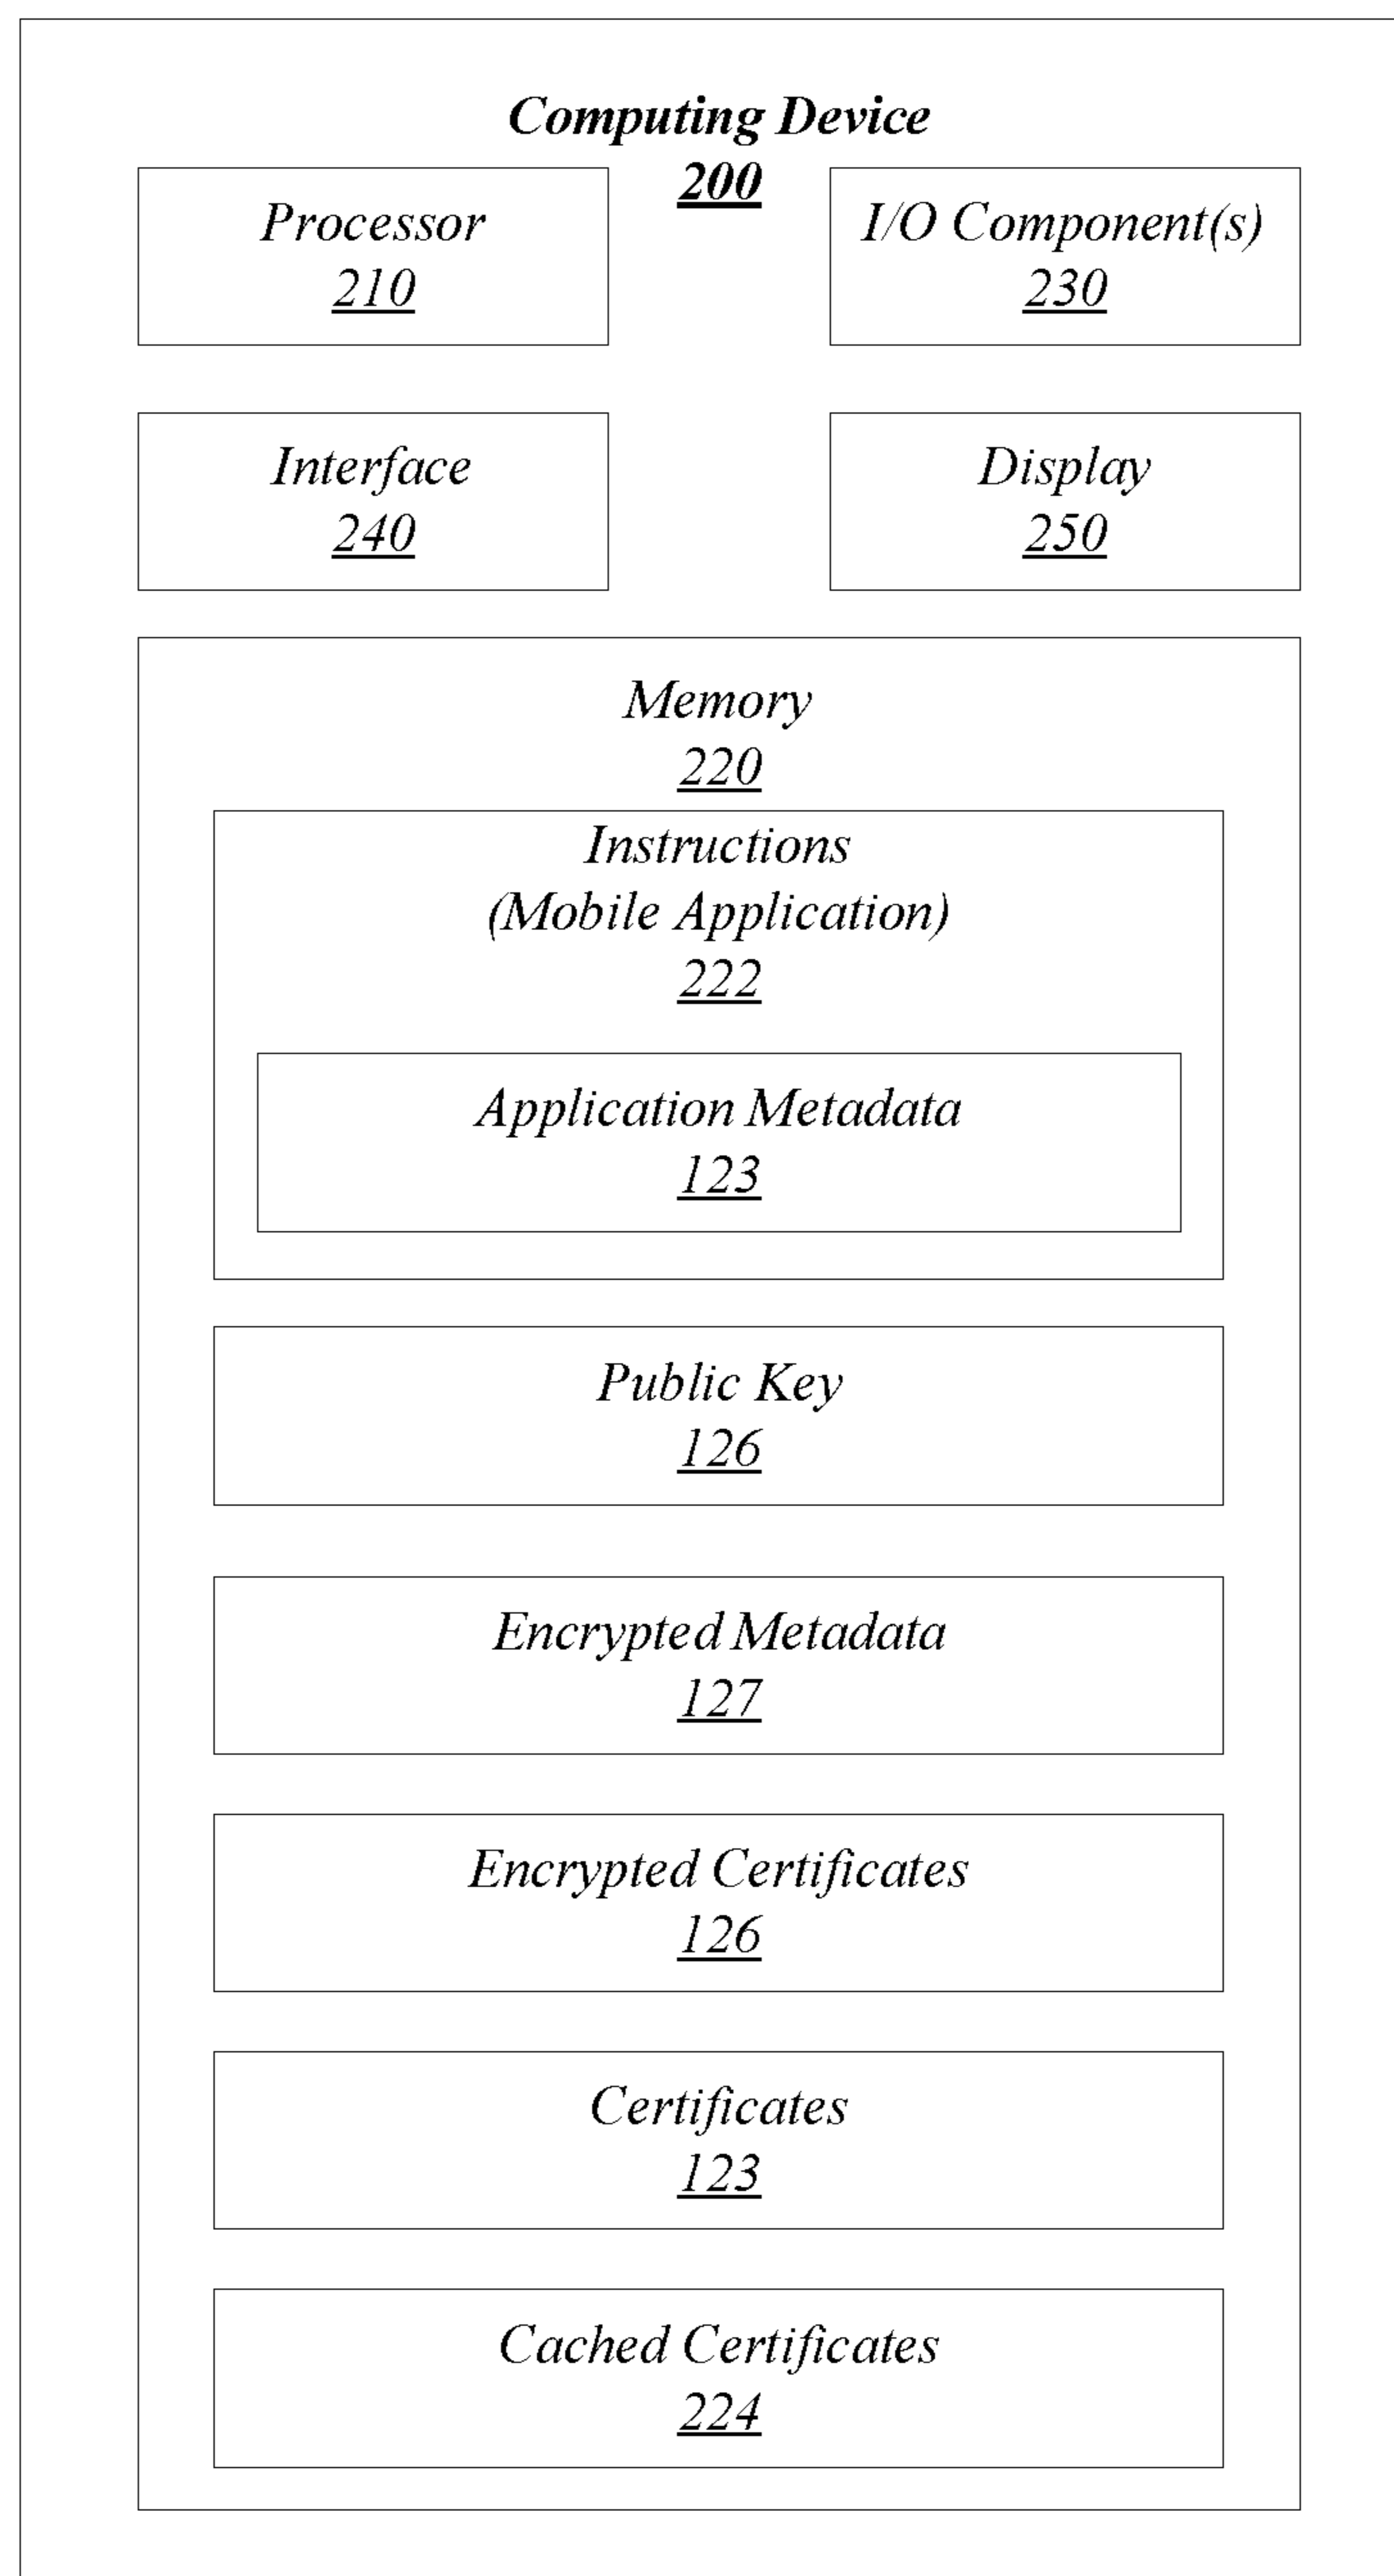 Computing Device
200
Processor
210
I/O Component(s)
230
Interface
240
Display
250
Memory
220
Instructions
(Mobile Application)
222
Application Metadata
123
Public Key
126
Encrypted Metadata
127
Encrypted Certificates
126
Certificates
123
Cached Certificates
224